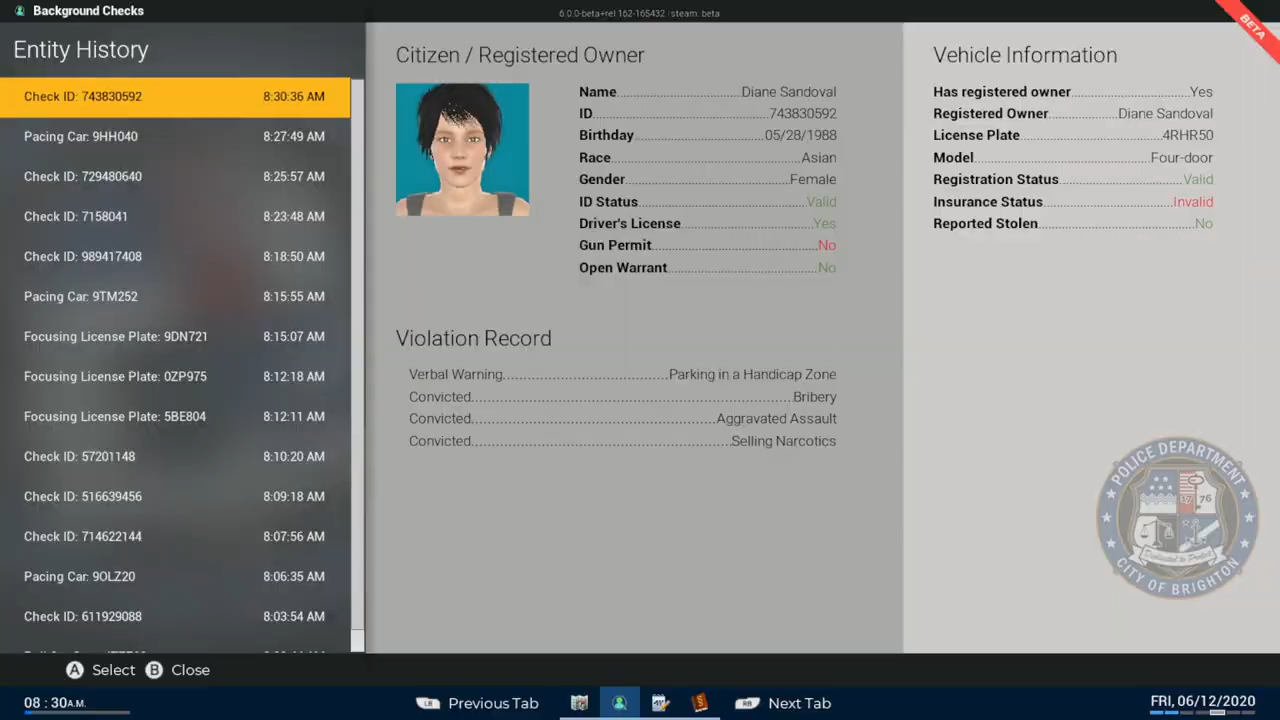 Background Checks
6.0.0-beta+rel.162-165432 |steam: beta
BETA
Entity History
Check ID: 743830592 8:30:36 AM
Pacing Car: 9HH040 8:27:49 AM
Check ID: 729480640 8:25:57 AM
Check ID: 7158041 8:23:48 AM
Check ID: 989417408 8:18:50 AM
Pacing Car: 9TM252 8:15:55 AM
Focusing License Plate: 9DN721 8:15:07 AM
Focusing License Plate: 0ZP975 8:12:18 AM
Focusing License Plate: 5BE804 8:12:11 AM
Check ID: 57201148 8:10:20 AM
Check ID: 516639456 8:09:18 AM
Check ID: 714622144 8:07:56 AM
Pacing Car: 9OLZ20 8:06:35 AM
Check ID: 611929088 8:03:54 AM
Citizen / Registered Owner
Name Diane Sandoval
ID 743830592
Birthday 05/28/1988
Race Asian
Gender Female
ID Status Valid
Driver's License Yes
Gun Permit No
Open Warrant No
Violation Record
Verbal Warning Parking in a Handicap Zone
Convicted Bribery
Convicted Aggravated Assault
Convicted Selling Narcotics
Vehicle Information
Has registered owner Yes
Registered Owner Diane Sandoval
License Plate 4RHR50
Model Four-door
Registration Status Valid
Insurance Status Invalid
Reported Stolen No
POLICE DEPARTMENT
17 76
Dedicated to Protect
CITY OF BRIGHTON
A Select B Close
08 : 30 A.M.
LB Previous Tab
RB Next Tab
FRI, 06/12/2020